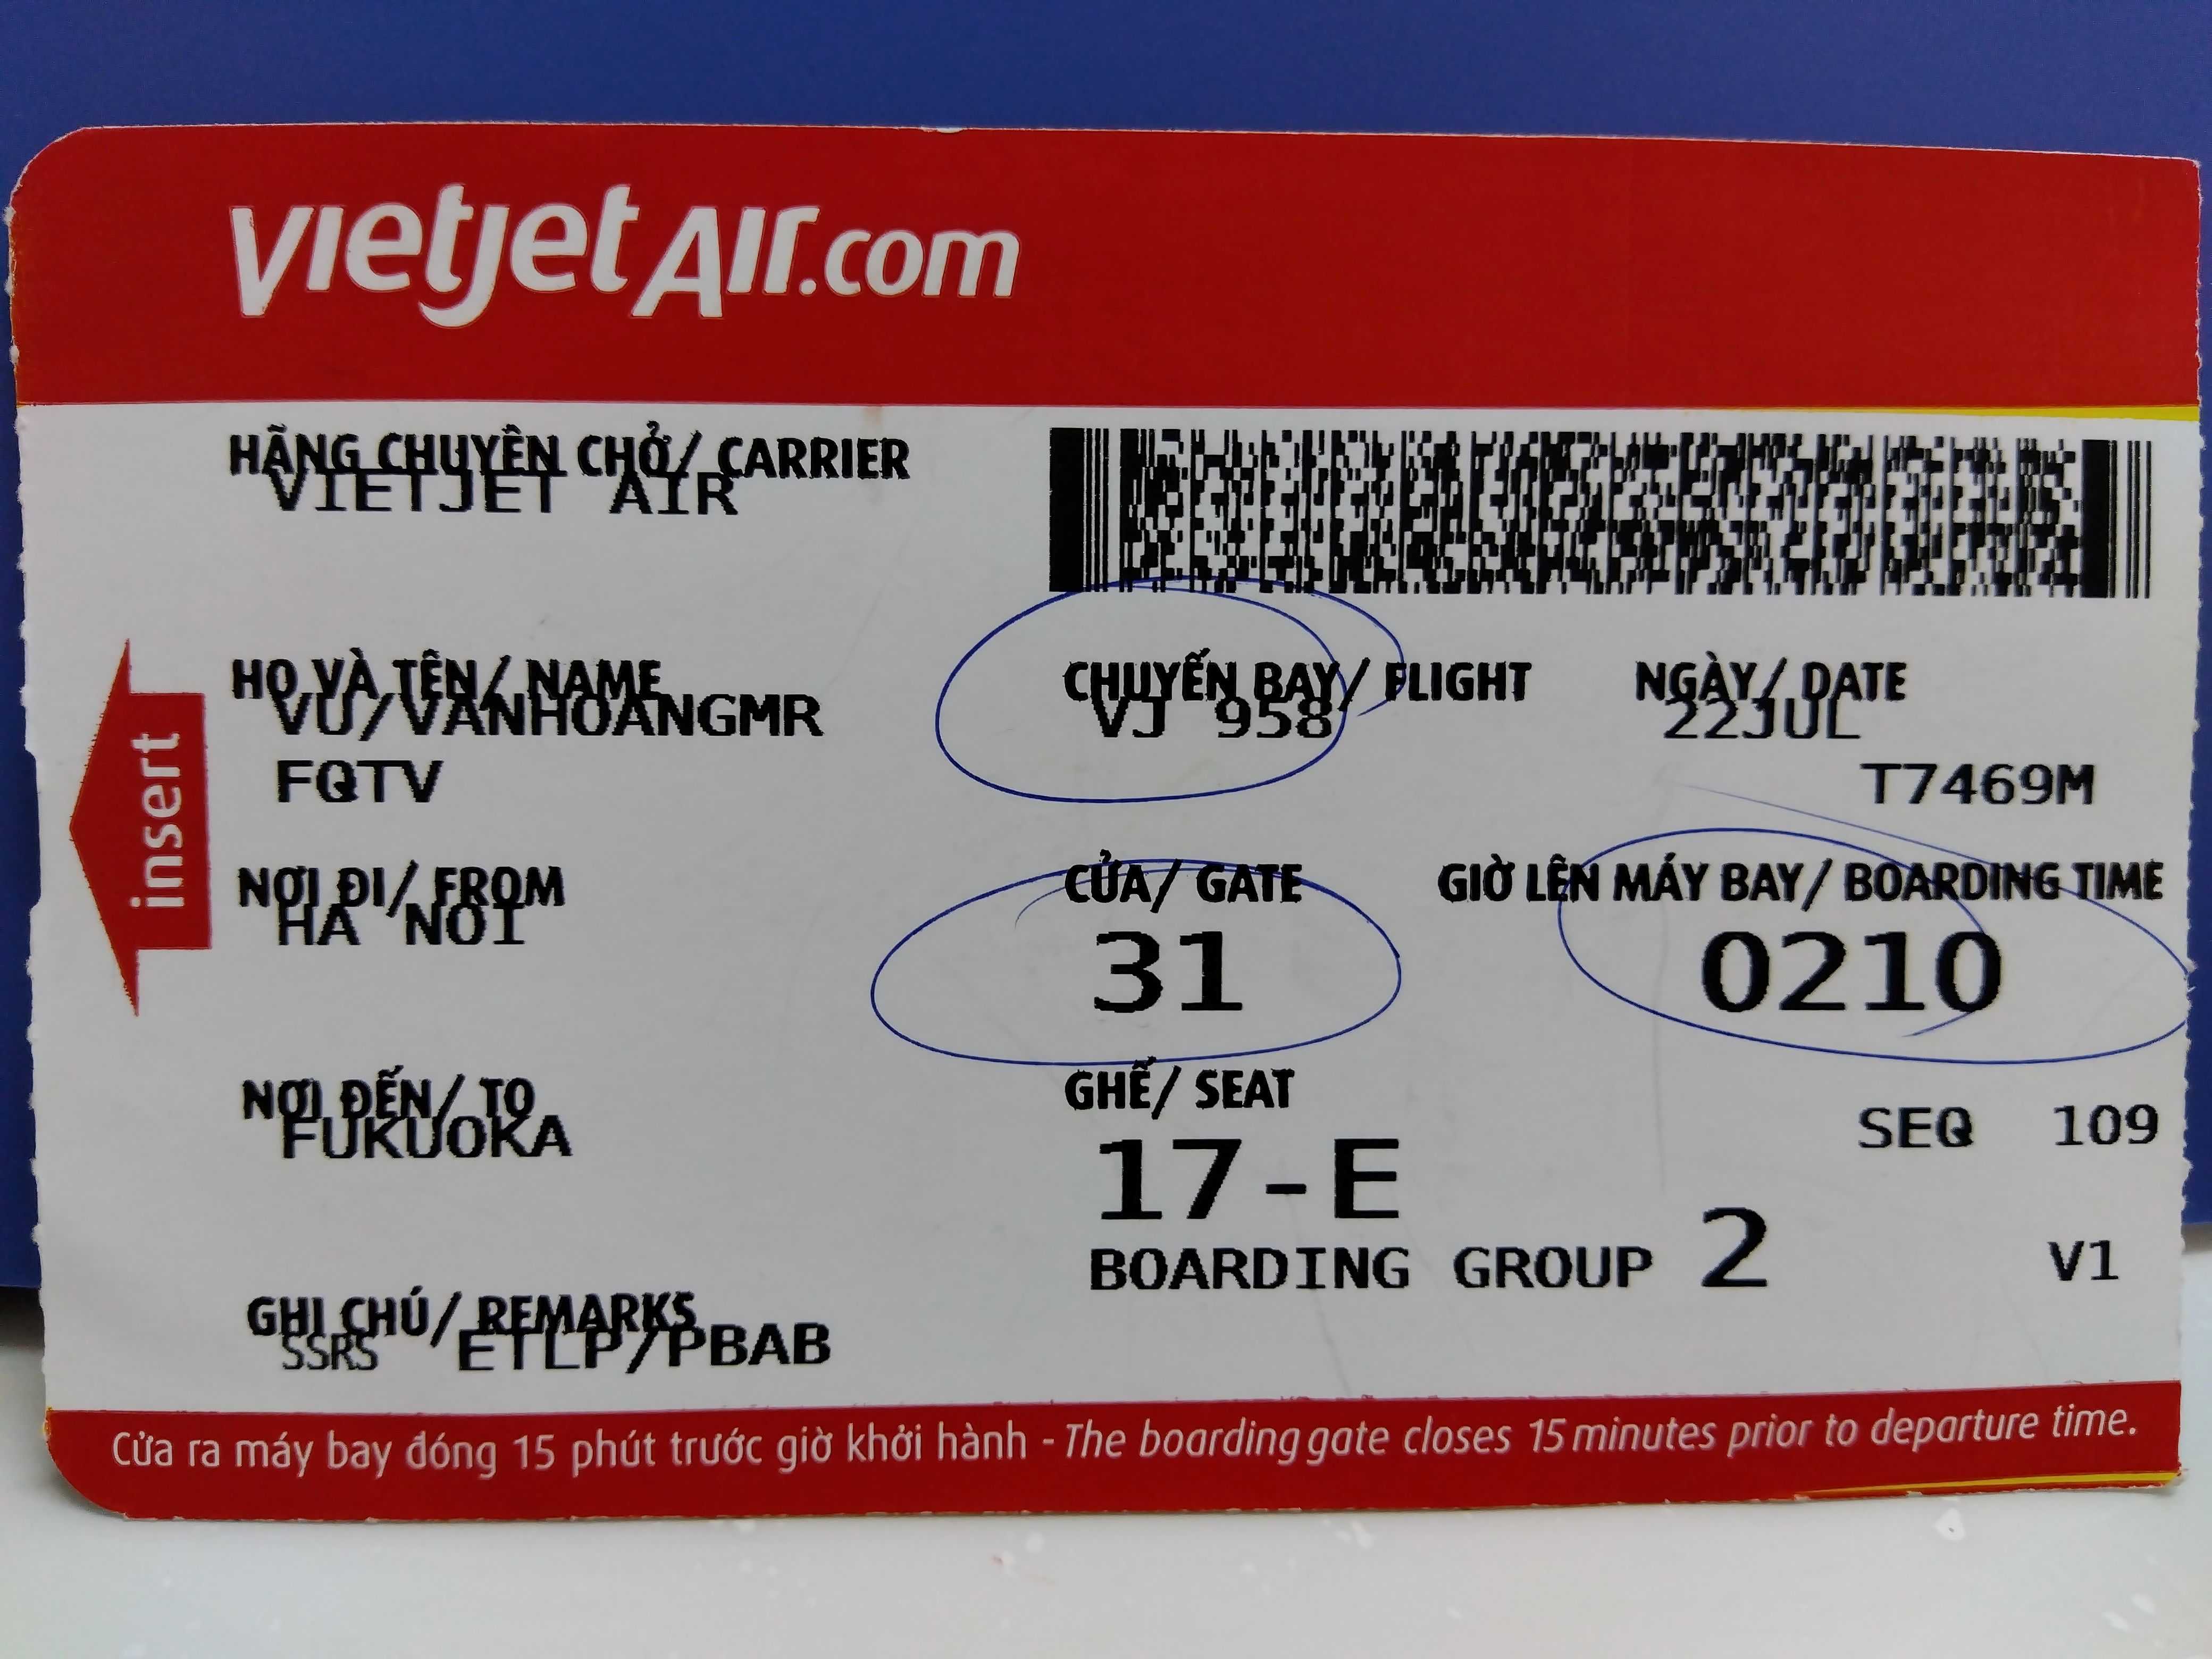 vietjetAir.com
HÃNG CHUYÊN CHỞ/ CARRIER
VIETJET AIR
HỌ VÀ TÊN/ NAME
VU/VANHOANGMR
FQTV
CHUYẾN BAY/ FLIGHT
VJ 958
NGÀY/ DATE
22JUL
T7469M
insert
NƠI ĐI/ FROM
HA NOI
CỬA/ GATE
31
GIỜ LÊN MÁY BAY/ BOARDING TIME
0210
NƠI ĐẾN/ TO
FUKUOKA
GHẾ/ SEAT
17-E
SEQ 109
BOARDING GROUP 2
V1
GHI CHÚ/ REMARKS
SSRS ETLP/PBAB
Cửa ra máy bay đóng 15 phút trước giờ khởi hành - The boarding gate closes 15 minutes prior to departure time.